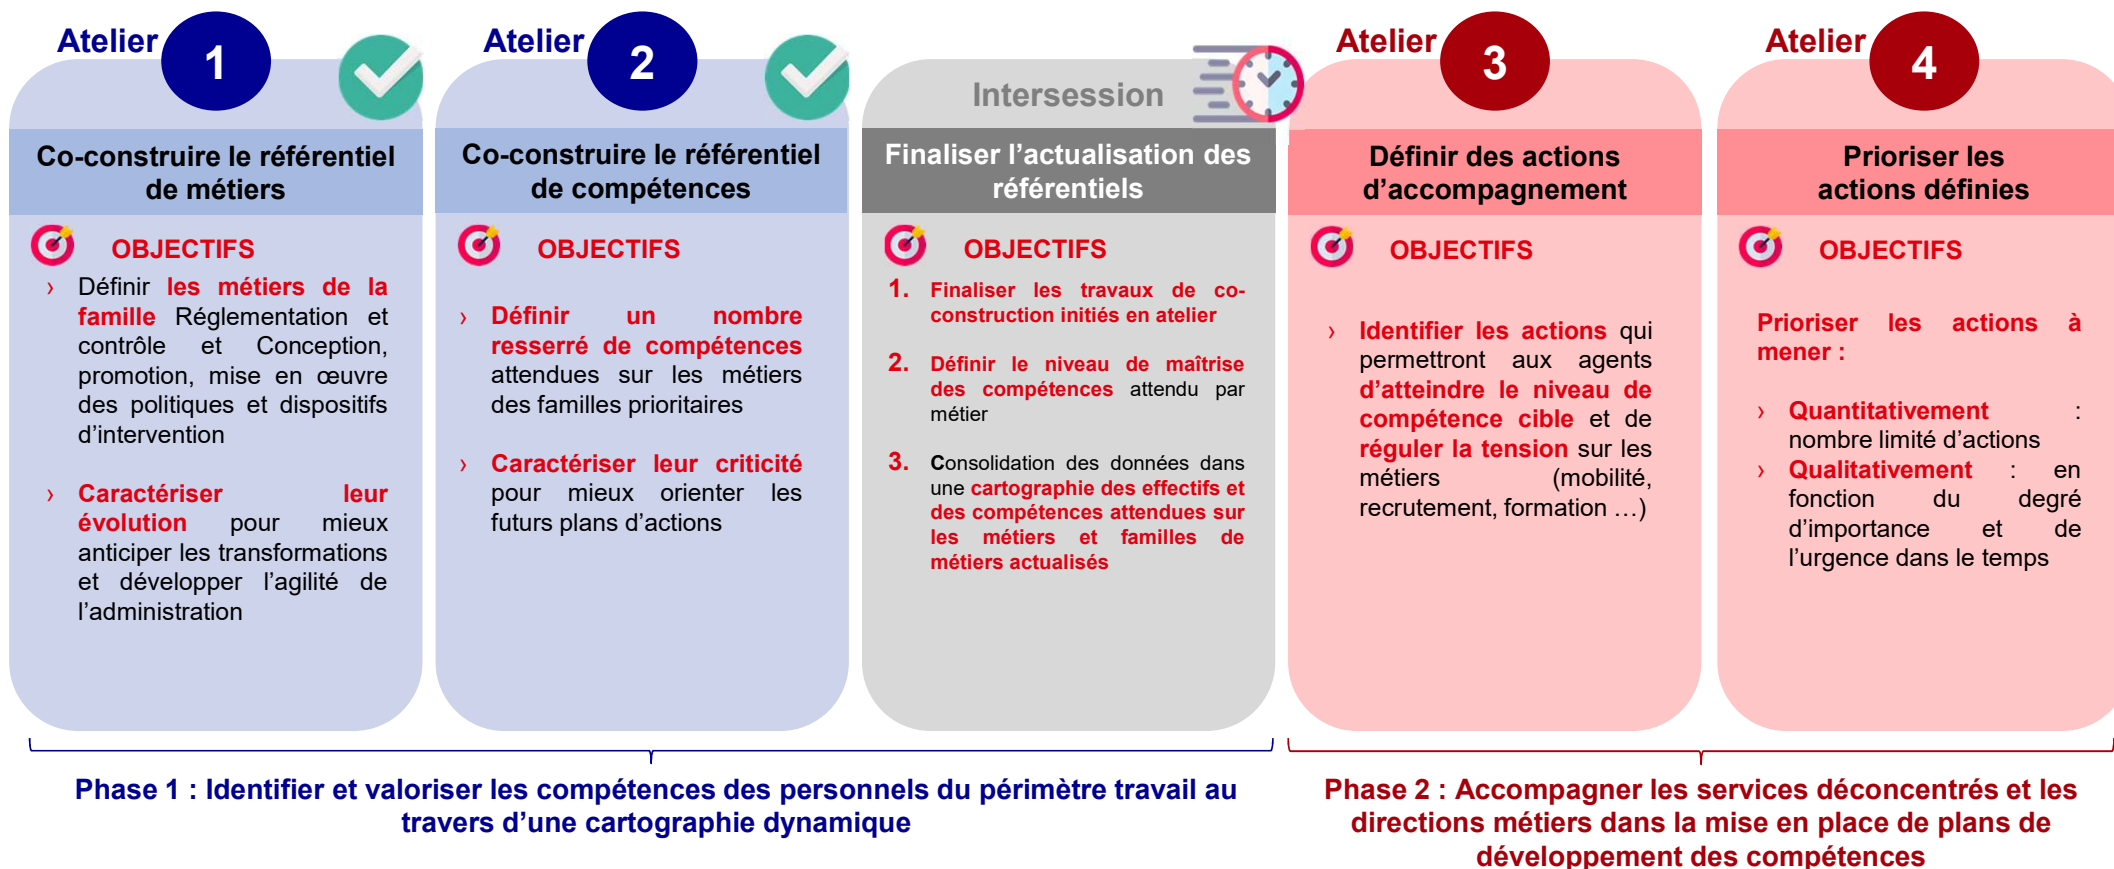 Atelier
1
Co-construire le référentiel
de métiers
OBJECTIFS
› Définir les métiers de la
famille Réglementation et
contrôle et Conception,
promotion, mise en œuvre
des politiques et dispositifs
d’intervention
› Caractériser leur
évolution pour mieux
anticiper les transformations
et développer l’agilité de
l’administration
Atelier
2
Co-construire le référentiel
de compétences
OBJECTIFS
› Définir un nombre
resserré de compétences
attendues sur les métiers
des familles prioritaires
› Caractériser leur criticité
pour mieux orienter les
futurs plans d’actions
Intersession
Finaliser l’actualisation des
référentiels
OBJECTIFS
1. Finaliser les travaux de co-
construction initiés en atelier
2. Définir le niveau de maîtrise
des compétences attendu par
métier
3. Consolidation des données dans
une cartographie des effectifs et
des compétences attendues sur
les métiers et familles de
métiers actualisés
Atelier
3
Définir des actions
d’accompagnement
OBJECTIFS
› Identifier les actions qui
permettront aux agents
d’atteindre le niveau de
compétence cible et de
réguler la tension sur les
métiers (mobilité,
recrutement, formation …)
Atelier
4
Prioriser les
actions définies
OBJECTIFS
Prioriser les actions à
mener :
› Quantitativement :
nombre limité d’actions
› Qualitativement : en
fonction du degré
d’importance et de
l’urgence dans le temps
Phase 1 : Identifier et valoriser les compétences des personnels du périmètre travail au
travers d’une cartographie dynamique
Phase 2 : Accompagner les services déconcentrés et les
directions métiers dans la mise en place de plans de
développement des compétences